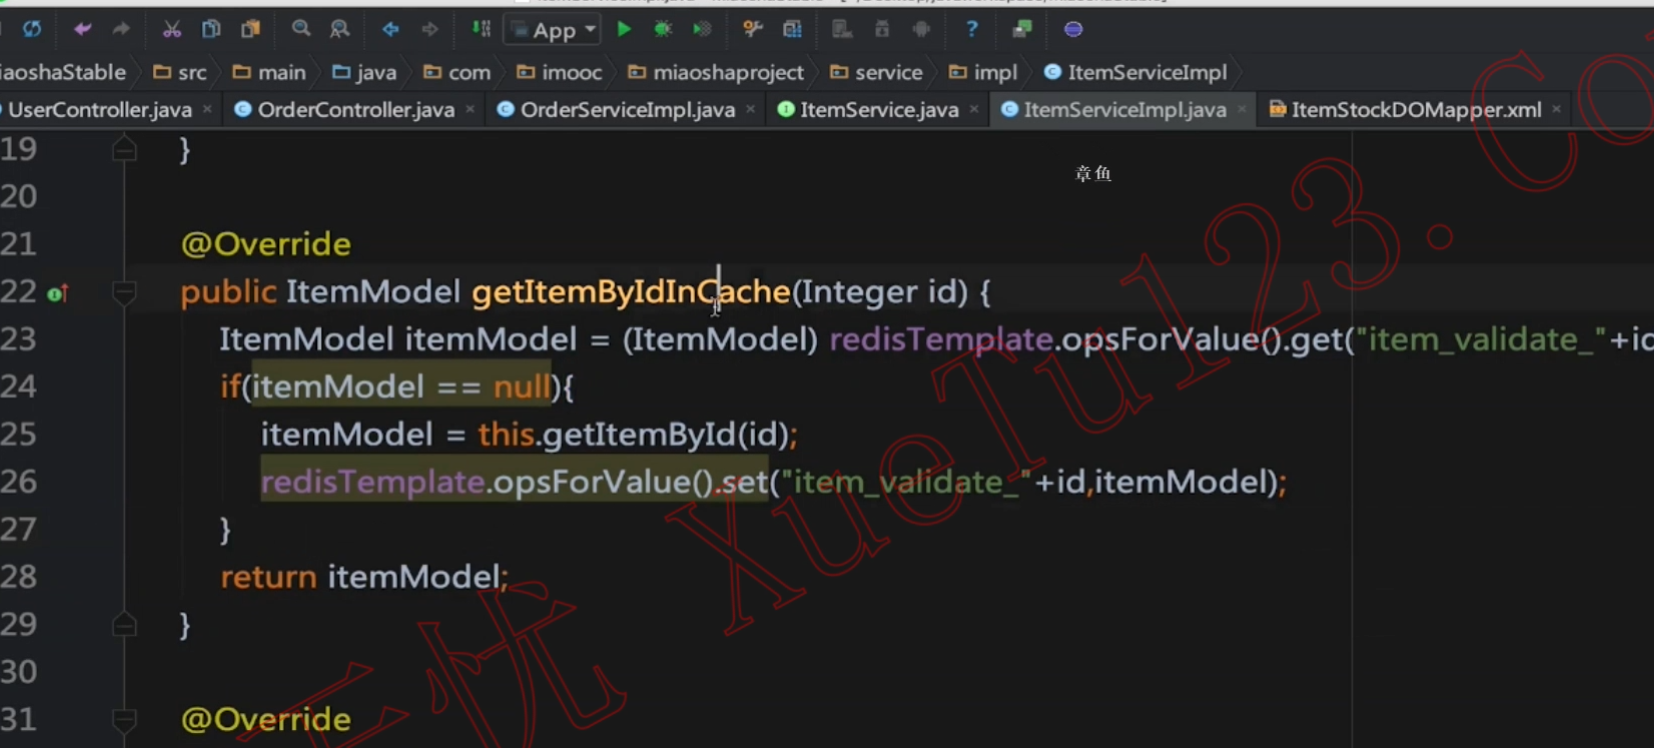 App
miaoshaStable src main java com imooc miaoshaproject service impl ItemServiceImpl
UserController.java × OrderController.java × OrderServiceImpl.java × ItemService.java × ItemServiceImpl.java × ItemStockDOMapper.xml ×
19 }
章鱼
20
21 @Override
22 public ItemModel getItemByIdInCache(Integer id) {
23 ItemModel itemModel = (ItemModel) redisTemplate.opsForValue().get("item_validate_"+id
24 if(itemModel == null){
25 itemModel = this.getItemById(id);
26 redisTemplate.opsForValue().set("item_validate_"+id,itemModel);
27 }
28 return itemModel;
29 }
30
31 @Override
XueTu123.Co